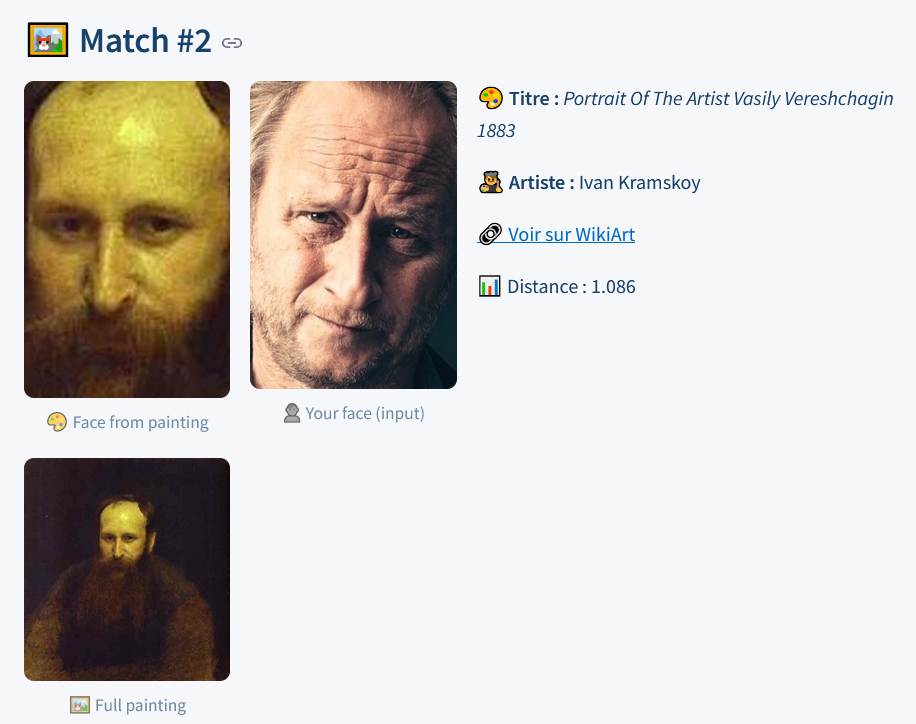 Match #2
Titre : Portrait Of The Artist Vasily Vereshchagin
1883
Artiste : Ivan Kramskoy
Voir sur WikiArt
Distance : 1.086
Face from painting
Your face (input)
Full painting